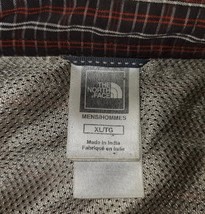 THE
NORTH
FACE
MENS/HOMMES
XL/TG
Made in India
Fabriqué en Inde